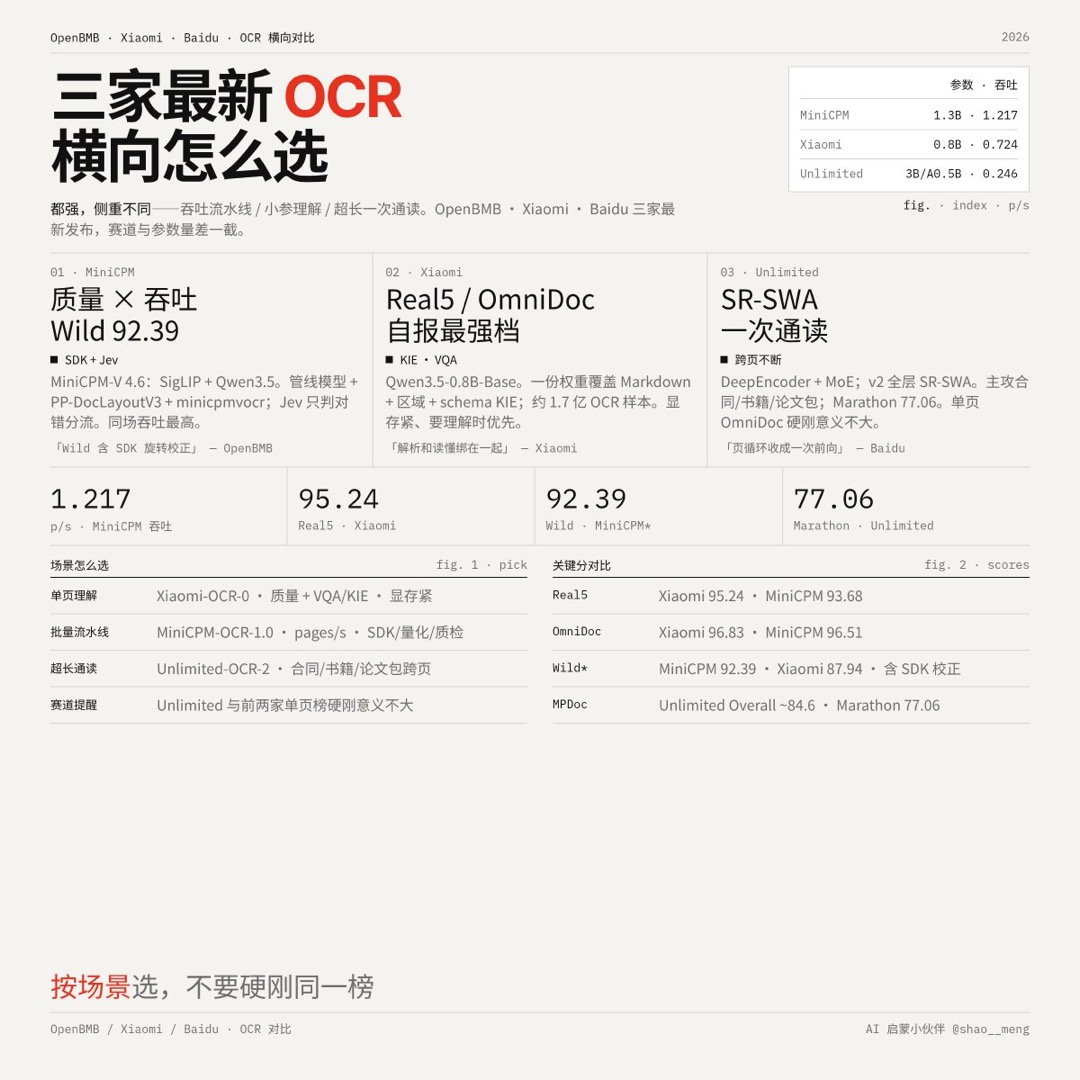 OpenBMB · Xiaomi · Baidu · OCR 横向对比
2026
三家最新 OCR
横向怎么选
都强，侧重不同——吞吐流水线 / 小参理解 / 超长一次通读。OpenBMB · Xiaomi · Baidu 三家最
新发布，赛道与参数量差一截。
参数 · 吞吐
MiniCPM 1.3B · 1.217
Xiaomi 0.8B · 0.724
Unlimited 3B/A0.5B · 0.246
fig. · index · p/s
01 · MiniCPM
质量 × 吞吐
Wild 92.39
■ SDK + Jev
MiniCPM-V 4.6：SigLIP + Qwen3.5。管线模型 +
PP-DocLayoutV3 + minicpmvocr；Jev 只判对
错分流。同场吞吐最高。
「Wild 含 SDK 旋转校正」 — OpenBMB
02 · Xiaomi
Real5 / OmniDoc
自报最强档
■ KIE · VQA
Qwen3.5-0.8B-Base。一份权重覆盖 Markdown
+ 区域 + schema KIE；约 1.7 亿 OCR 样本。显
存紧、要理解时优先。
「解析和读懂绑在一起」 — Xiaomi
03 · Unlimited
SR-SWA
一次通读
■ 跨页不断
DeepEncoder + MoE；v2 全层 SR-SWA。主攻合
同/书籍/论文包；Marathon 77.06。单页
OmniDoc 硬刚意义不大。
「页循环收成一次前向」 — Baidu
1.217
p/s · MiniCPM 吞吐
95.24
Real5 · Xiaomi
92.39
Wild · MiniCPM*
77.06
Marathon · Unlimited
场景怎么选 fig. 1 · pick
单页理解 Xiaomi-OCR-0 · 质量 + VQA/KIE · 显存紧
批量流水线 MiniCPM-OCR-1.0 · pages/s · SDK/量化/质检
超长通读 Unlimited-OCR-2 · 合同/书籍/论文包跨页
赛道提醒 Unlimited 与前两家单页榜硬刚意义不大
关键分对比 fig. 2 · scores
Real5 Xiaomi 95.24 · MiniCPM 93.68
OmniDoc Xiaomi 96.83 · MiniCPM 96.51
Wild* MiniCPM 92.39 · Xiaomi 87.94 · 含 SDK 校正
MPDoc Unlimited Overall ~84.6 · Marathon 77.06
按场景选，不要硬刚同一榜
OpenBMB / Xiaomi / Baidu · OCR 对比
AI 启蒙小伙伴 @shao__meng